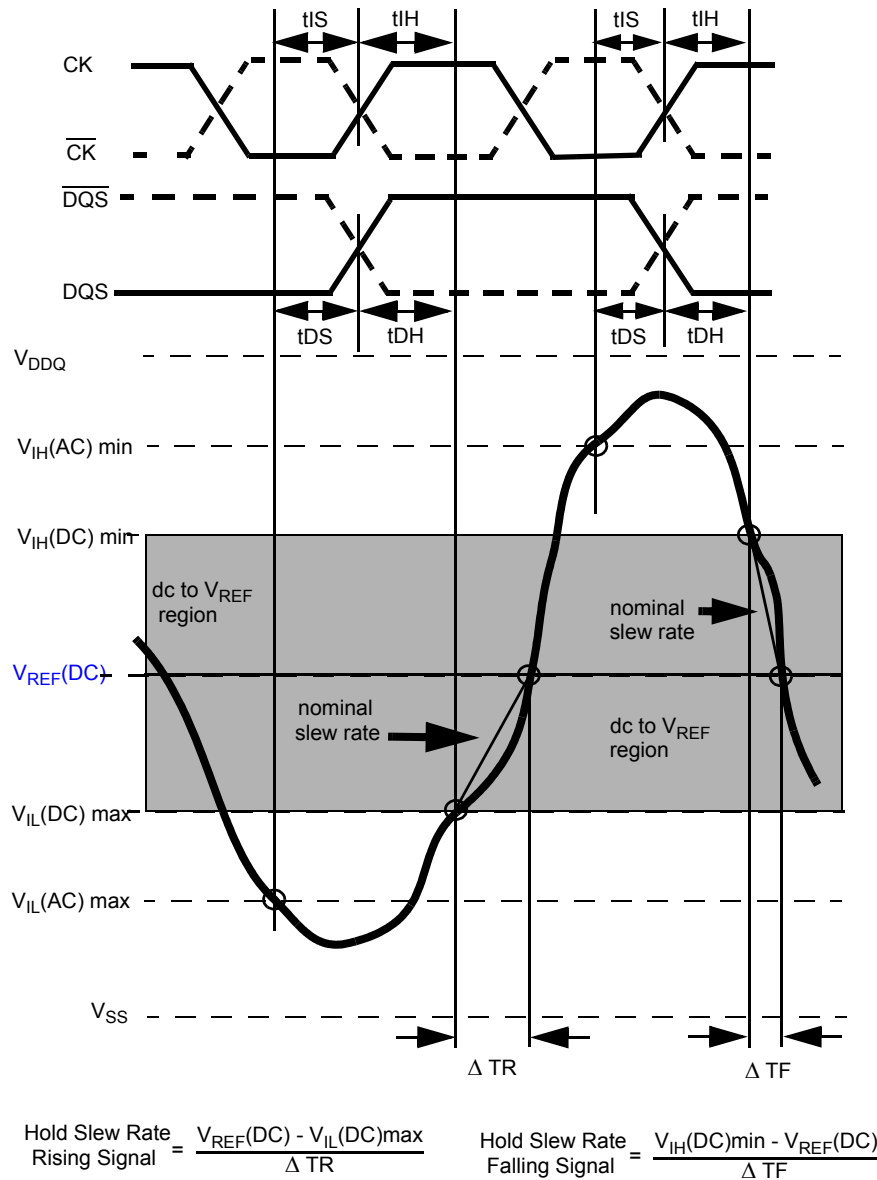 tIS tIH tIS tIH
CK
CK
DQS
DQS
tDS tDH tDS tDH
VDDQ
VIH(AC) min
VIH(DC) min
dc to VREF
region
nominal
slew rate
VREF(DC)
nominal
slew rate
dc to VREF
region
VIL(DC) max
VIL(AC) max
VSS
Δ TR Δ TF
Hold Slew Rate
Rising Signal
=
VREF(DC) - VIL(DC)max
Δ TR
Hold Slew Rate
Falling Signal
=
VIH(DC)min - VREF(DC)
Δ TF